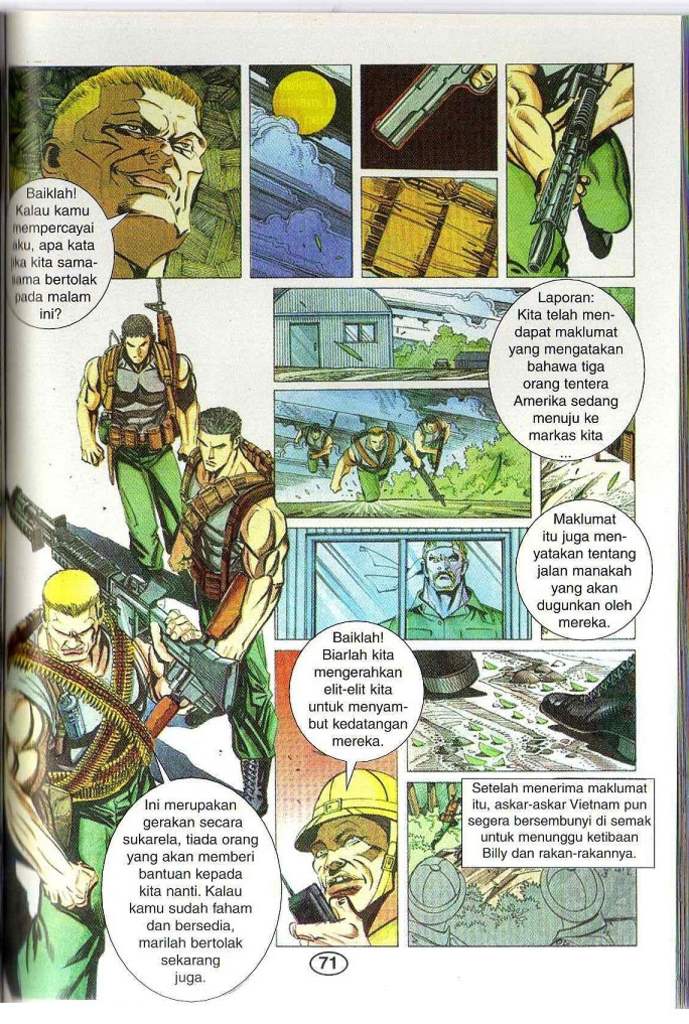 Baiklah!
Kalau kamu
mempercayai
aku, apa kata
jika kita sama-
sama bertolak
pada malam
ini?
Laporan:
Kita telah men-
dapat maklumat
yang mengatakan
bahawa tiga
orang tentera
Amerika sedang
menuju ke
markas kita
...
Maklumat
itu juga men-
yatakan tentang
jalan manakah
yang akan
dugunkan oleh
mereka.
Baiklah!
Biarlah kita
mengerahkan
elit-elit kita
untuk menyam-
but kedatangan
mereka.
Ini merupakan
gerakan secara
sukarela, tiada orang
yang akan memberi
bantuan kepada
kita nanti. Kalau
kamu sudah faham
dan bersedia,
marilah bertolak
sekarang
juga.
Setelah menerima maklumat
itu, askar-askar Vietnam pun
segera bersembunyi di semak
untuk menunggu ketibaan
Billy dan rakan-rakannya.
71